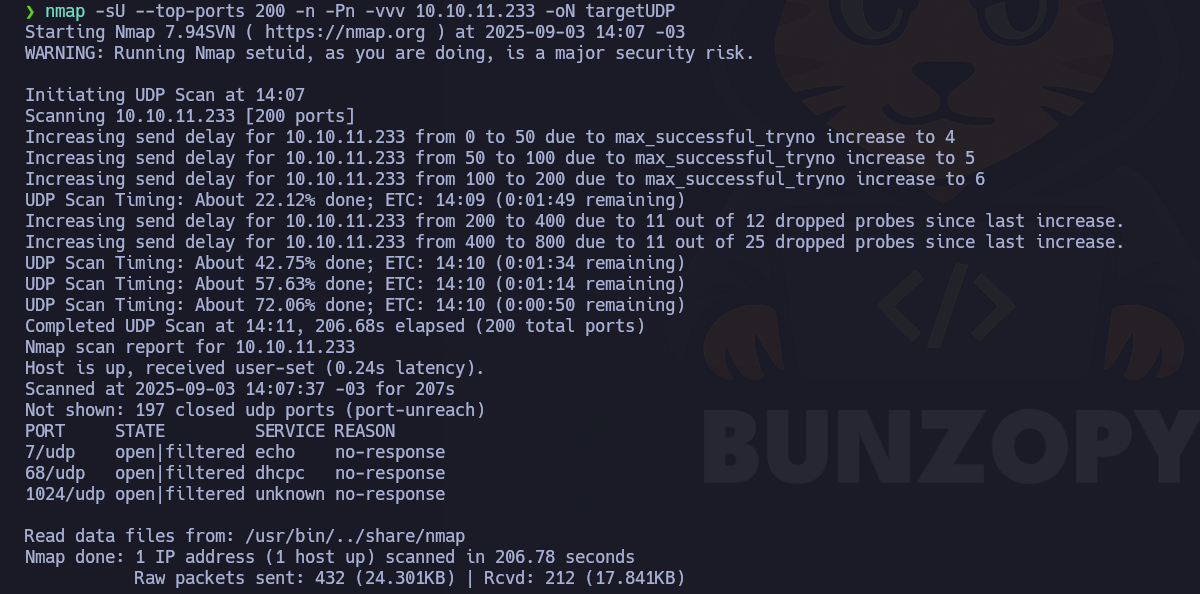 ❯ nmap -sU --top-ports 200 -n -Pn -vvv 10.10.11.233 -oN targetUDP
Starting Nmap 7.94SVN ( https://nmap.org ) at 2025-09-03 14:07 -03
WARNING: Running Nmap setuid, as you are doing, is a major security risk.

Initiating UDP Scan at 14:07
Scanning 10.10.11.233 [200 ports]
Increasing send delay for 10.10.11.233 from 0 to 50 due to max_successful_tryno increase to 4
Increasing send delay for 10.10.11.233 from 50 to 100 due to max_successful_tryno increase to 5
Increasing send delay for 10.10.11.233 from 100 to 200 due to max_successful_tryno increase to 6
UDP Scan Timing: About 22.12% done; ETC: 14:09 (0:01:49 remaining)
Increasing send delay for 10.10.11.233 from 200 to 400 due to 11 out of 12 dropped probes since last increase.
Increasing send delay for 10.10.11.233 from 400 to 800 due to 11 out of 25 dropped probes since last increase.
UDP Scan Timing: About 42.75% done; ETC: 14:10 (0:01:34 remaining)
UDP Scan Timing: About 57.63% done; ETC: 14:10 (0:01:14 remaining)
UDP Scan Timing: About 72.06% done; ETC: 14:10 (0:00:50 remaining)
Completed UDP Scan at 14:11, 206.68s elapsed (200 total ports)
Nmap scan report for 10.10.11.233
Host is up, received user-set (0.24s latency).
Scanned at 2025-09-03 14:07:37 -03 for 207s
Not shown: 197 closed udp ports (port-unreach)
PORT     STATE         SERVICE REASON
7/udp    open|filtered echo    no-response
68/udp   open|filtered dhcpc   no-response
1024/udp open|filtered unknown no-response

Read data files from: /usr/bin/../share/nmap
Nmap done: 1 IP address (1 host up) scanned in 206.78 seconds
           Raw packets sent: 432 (24.301KB) | Rcvd: 212 (17.841KB)
</>
BUNZOPY